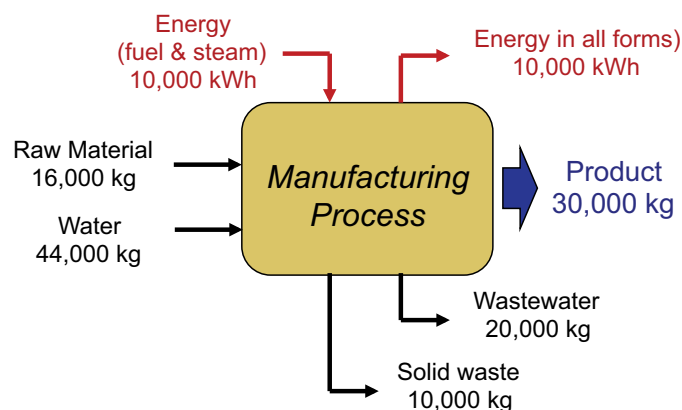 Energy
(fuel & steam)
10,000 kWh
Energy in all forms)
10,000 kWh
Raw Material
16,000 kg
Water
44,000 kg
Manufacturing
Process
Product
30,000 kg
Wastewater
20,000 kg
Solid waste
10,000 kg